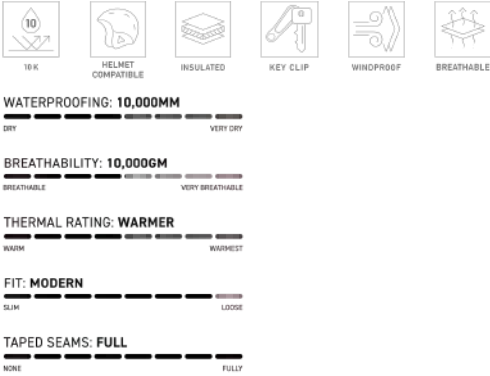 10
10K
HELMET
COMPATIBLE
INSULATED
KEY CLIP
WINDPROOF
BREATHABLE
WATERPROOFING: 10,000MM
DRY VERY DRY
BREATHABILITY: 10,000GM
BREATHABLE VERY BREATHABLE
THERMAL RATING: WARMER
WARM WARMEST
FIT: MODERN
SLIM LOOSE
TAPED SEAMS: FULL
NONE FULLY